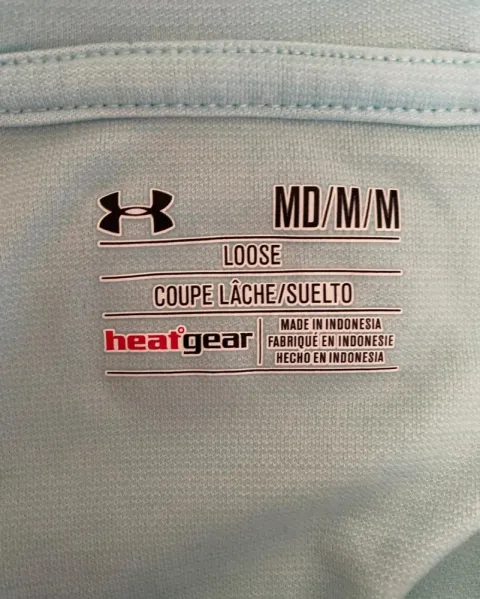 MD/M/M
LOOSE
COUPE LÂCHE/SUELTO
heatgear
MADE IN INDONESIA
FABRIQUÉ EN INDONESIE
HECHO EN INDONESIA